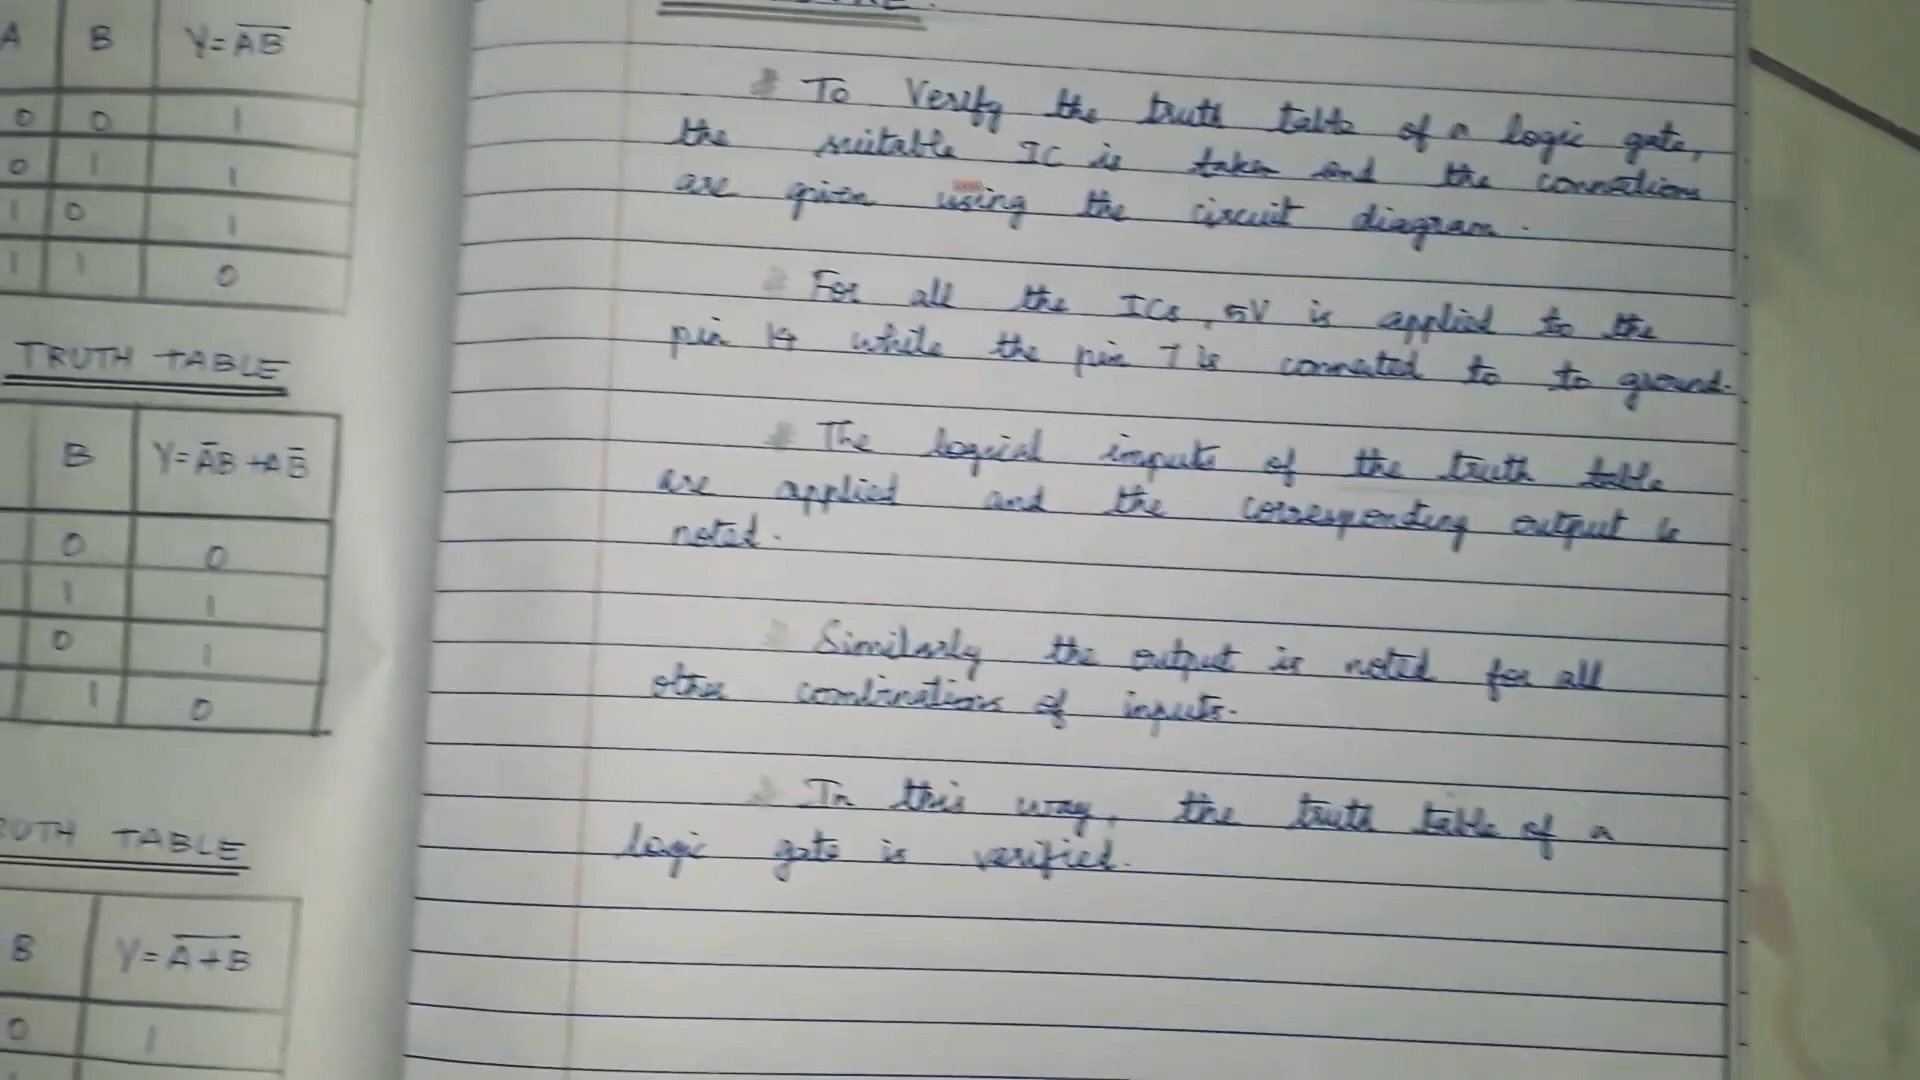 A B Y=A̅B̅
0 0 1
0 1 1
1 0 1
1 1 0
TRUTH TABLE
B Y=A̅B+AB̅
0 0
1 1
0 1
1 0
TRUTH TABLE
B Y=A̅+̅B̅
0 1
To Verify the truth table of a logic gate,
the suitable IC is taken and the connections
are given using the circuit diagram.
For all the ICs, 5V is applied to the
pin 14 while the pin 7 is connected to to ground.
The logical inputs of the truth table
are applied and the corresponding output is
noted.
Similarly the output is noted for all
other combinations of inputs.
In this way, the truth table of a
logic gate is verified.